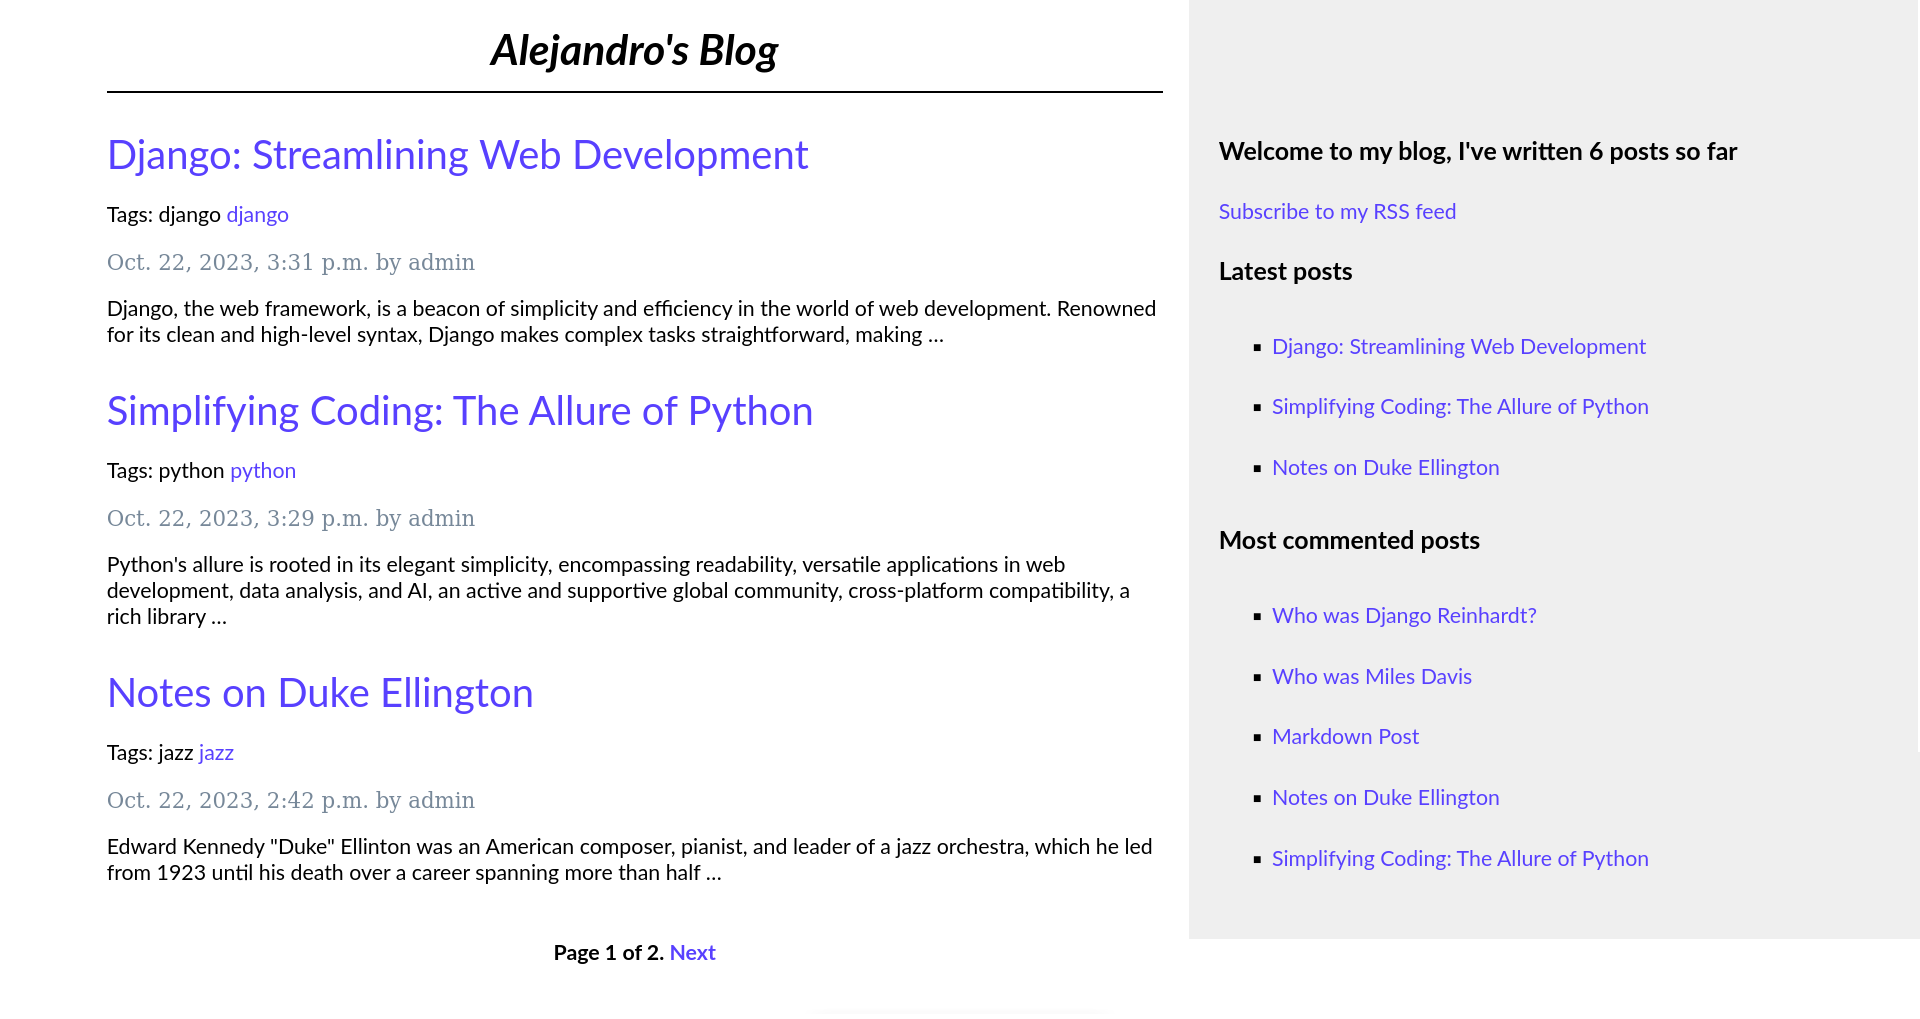 Alejandro's Blog
Django: Streamlining Web Development
Tags: django django
Oct. 22, 2023, 3:31 p.m. by admin
Django, the web framework, is a beacon of simplicity and efficiency in the world of web development. Renowned
for its clean and high-level syntax, Django makes complex tasks straightforward, making ...
Simplifying Coding: The Allure of Python
Tags: python python
Oct. 22, 2023, 3:29 p.m. by admin
Python's allure is rooted in its elegant simplicity, encompassing readability, versatile applications in web
development, data analysis, and AI, an active and supportive global community, cross-platform compatibility, a
rich library ...
Notes on Duke Ellington
Tags: jazz jazz
Oct. 22, 2023, 2:42 p.m. by admin
Edward Kennedy "Duke" Ellinton was an American composer, pianist, and leader of a jazz orchestra, which he led
from 1923 until his death over a career spanning more than half ...
Page 1 of 2. Next
Welcome to my blog, I've written 6 posts so far
Subscribe to my RSS feed
Latest posts
Django: Streamlining Web Development
Simplifying Coding: The Allure of Python
Notes on Duke Ellington
Most commented posts
Who was Django Reinhardt?
Who was Miles Davis
Markdown Post
Notes on Duke Ellington
Simplifying Coding: The Allure of Python